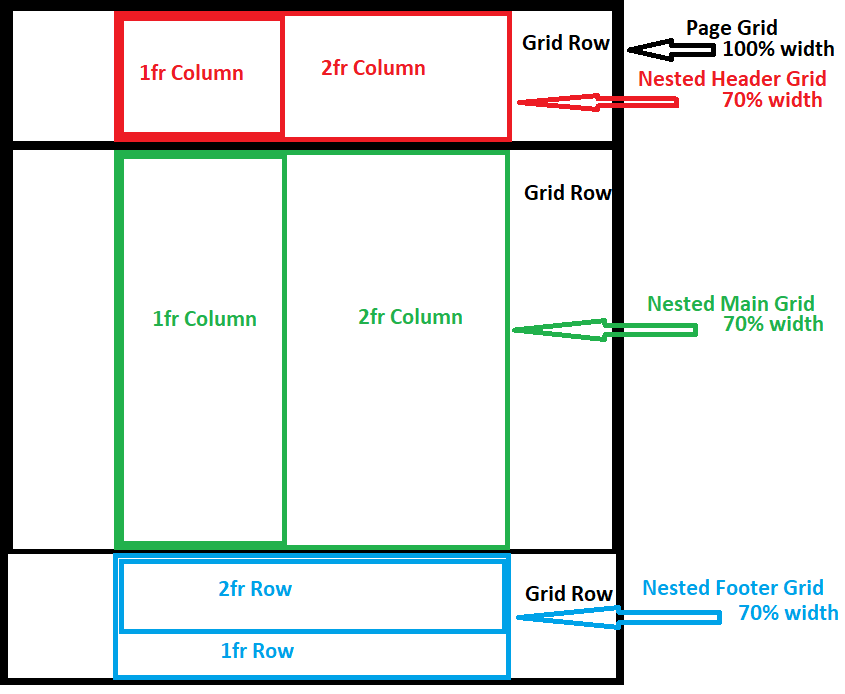 Page Grid
100% width
Grid Row
1fr Column
2fr Column
Nested Header Grid
70% width
Grid Row
1fr Column
2fr Column
Nested Main Grid
70% width
2fr Row
1fr Row
Grid Row
Nested Footer Grid
70% width